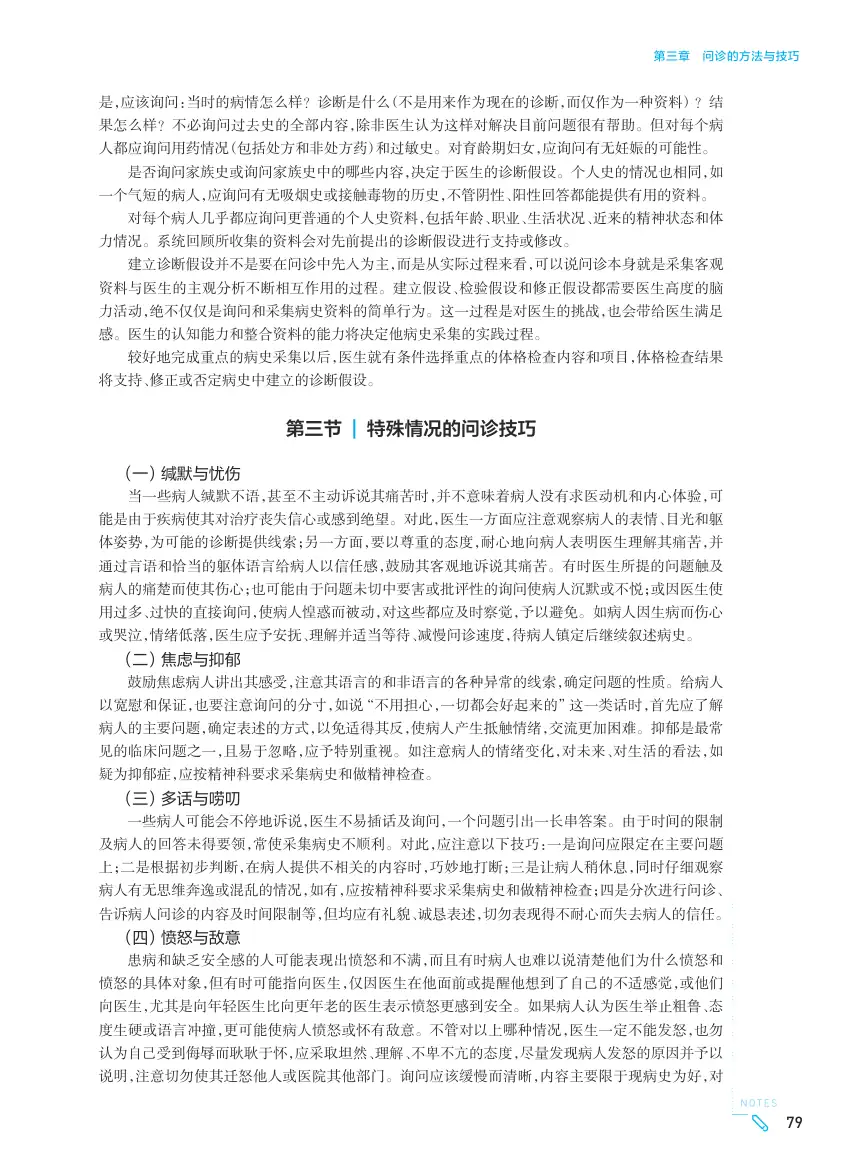 第三章　问诊的方法与技巧
是,应该询问:当时的病情怎么样? 诊断是什么(不是用来作为现在的诊断,而仅作为一种资料) ? 结
果怎么样? 不必询问过去史的全部内容,除非医生认为这样对解决目前问题很有帮助。但对每个病
人都应询问用药情况(包括处方和非处方药)和过敏史。对育龄期妇女,应询问有无妊娠的可能性。
是否询问家族史或询问家族史中的哪些内容,决定于医生的诊断假设。个人史的情况也相同,如
一个气短的病人,应询问有无吸烟史或接触毒物的历史,不管阴性、阳性回答都能提供有用的资料。
对每个病人几乎都应询问更普通的个人史资料,包括年龄、职业、生活状况、近来的精神状态和体
力情况。系统回顾所收集的资料会对先前提出的诊断假设进行支持或修改。
建立诊断假设并不是要在问诊中先人为主,而是从实际过程来看,可以说问诊本身就是采集客观
资料与医生的主观分析不断相互作用的过程。建立假设、检验假设和修正假设都需要医生高度的脑
力活动,绝不仅仅是询问和采集病史资料的简单行为。这一过程是对医生的挑战,也会带给医生满足
感。医生的认知能力和整合资料的能力将决定他病史采集的实践过程。
较好地完成重点的病史采集以后,医生就有条件选择重点的体格检查内容和项目,体格检查结果
将支持、修正或否定病史中建立的诊断假设。
第三节 | 特殊情况的问诊技巧
(一) 缄默与忧伤
当一些病人缄默不语,甚至不主动诉说其痛苦时,并不意味着病人没有求医动机和内心体验,可
能是由于疾病使其对治疗丧失信心或感到绝望。对此,医生一方面应注意观察病人的表情、目光和躯
体姿势,为可能的诊断提供线索;另一方面,要以尊重的态度,耐心地向病人表明医生理解其痛苦,并
通过言语和恰当的躯体语言给病人以信任感,鼓励其客观地诉说其痛苦。有时医生所提的问题触及
病人的痛楚而使其伤心;也可能由于问题未切中要害或批评性的询问使病人沉默或不悦;或因医生使
用过多、过快的直接询问,使病人惶惑而被动,对这些都应及时察觉,予以避免。如病人因生病而伤心
或哭泣,情绪低落,医生应予安抚、理解并适当等待、减慢问诊速度,待病人镇定后继续叙述病史。
(二) 焦虑与抑郁
鼓励焦虑病人讲出其感受,注意其语言的和非语言的各种异常的线索,确定问题的性质。给病人
以宽慰和保证,也要注意询问的分寸,如说 “不用担心,一切都会好起来的” 这一类话时,首先应了解
病人的主要问题,确定表述的方式,以免适得其反,使病人产生抵触情绪,交流更加困难。抑郁是最常
见的临床问题之一,且易于忽略,应予特别重视。如注意病人的情绪变化,对未来、对生活的看法,如
疑为抑郁症,应按精神科要求采集病史和做精神检查。
(三) 多话与唠叨
一些病人可能会不停地诉说,医生不易插话及询问,一个问题引出一长串答案。由于时间的限制
及病人的回答未得要领,常使采集病史不顺利。对此,应注意以下技巧:一是询问应限定在主要问题
上;二是根据初步判断,在病人提供不相关的内容时,巧妙地打断;三是让病人稍休息,同时仔细观察
病人有无思维奔逸或混乱的情况,如有,应按精神科要求采集病史和做精神检查;四是分次进行问诊、
告诉病人问诊的内容及时间限制等,但均应有礼貌、诚恳表述,切勿表现得不耐心而失去病人的信任。
(四) 愤怒与敌意
患病和缺乏安全感的人可能表现出愤怒和不满,而且有时病人也难以说清楚他们为什么愤怒和
愤怒的具体对象,但有时可能指向医生,仅因医生在他面前或提醒他想到了自己的不适感觉,或他们
向医生,尤其是向年轻医生比向更年老的医生表示愤怒更感到安全。如果病人认为医生举止粗鲁、态
度生硬或语言冲撞,更可能使病人愤怒或怀有敌意。不管对以上哪种情况,医生一定不能发怒,也勿
认为自己受到侮辱而耿耿于怀,应采取坦然、理解、不卑不亢的态度,尽量发现病人发怒的原因并予以
说明,注意切勿使其迁怒他人或医院其他部门。询问应该缓慢而清晰,内容主要限于现病史为好,对
NOTES
79